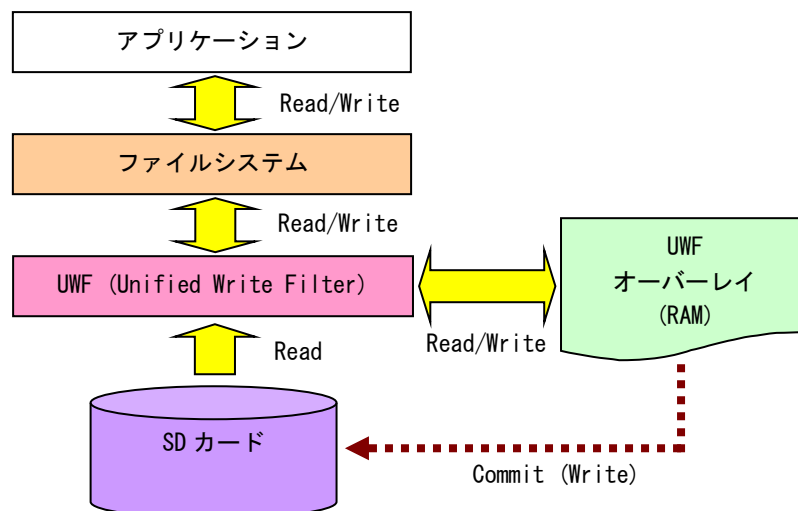 アプリケーション
Read/Write
ファイルシステム
Read/Write
UWF (Unified Write Filter)
UWF
オーバーレイ
(RAM)
Read/Write
Read
SD カード
Commit (Write)